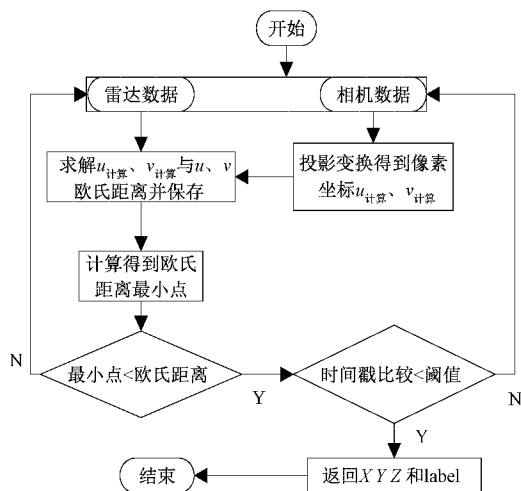 开始
雷达数据
相机数据
求解u计算、v计算与u、v
欧氏距离并保存
投影变换得到像素
坐标u计算、v计算
计算得到欧氏
距离最小点
N
最小点<欧氏距离
Y
时间戳比较<阈值
N
Y
结束
返回X Y Z 和label